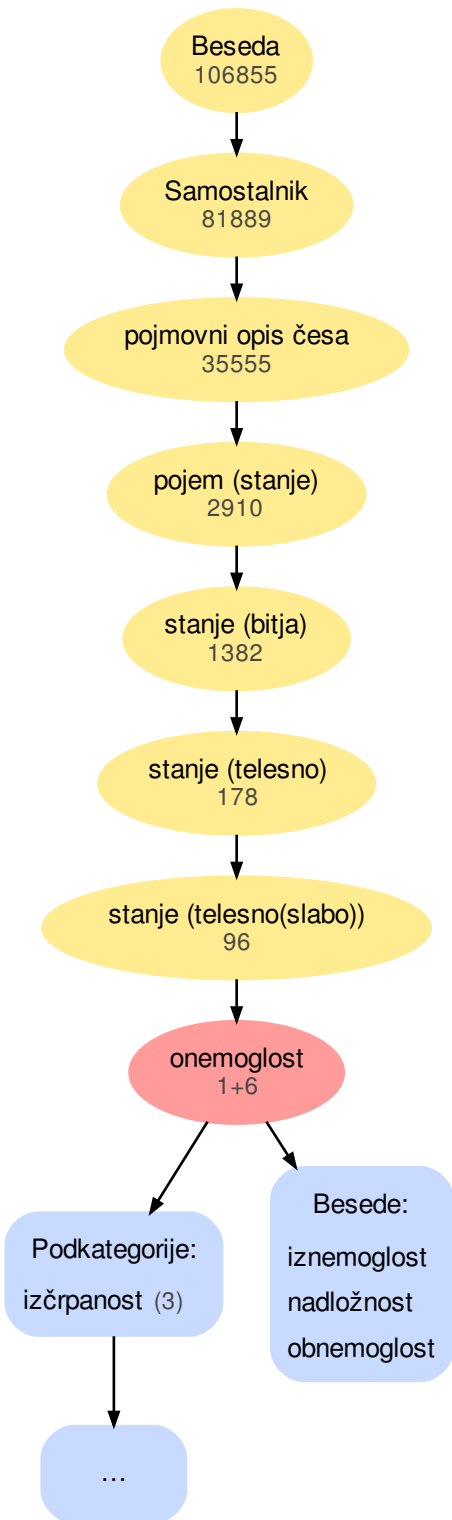 Beseda
106855
Samostalnik
81889
pojmovni opis česa
35555
pojem (stanje)
2910
stanje (bitja)
1382
stanje (telesno)
178
stanje (telesno(slabo))
96
onemoglost
1+6
Podkategorije:
izčrpanost (3)
...
Besede:
iznemoglost
nadložnost
obnemoglost